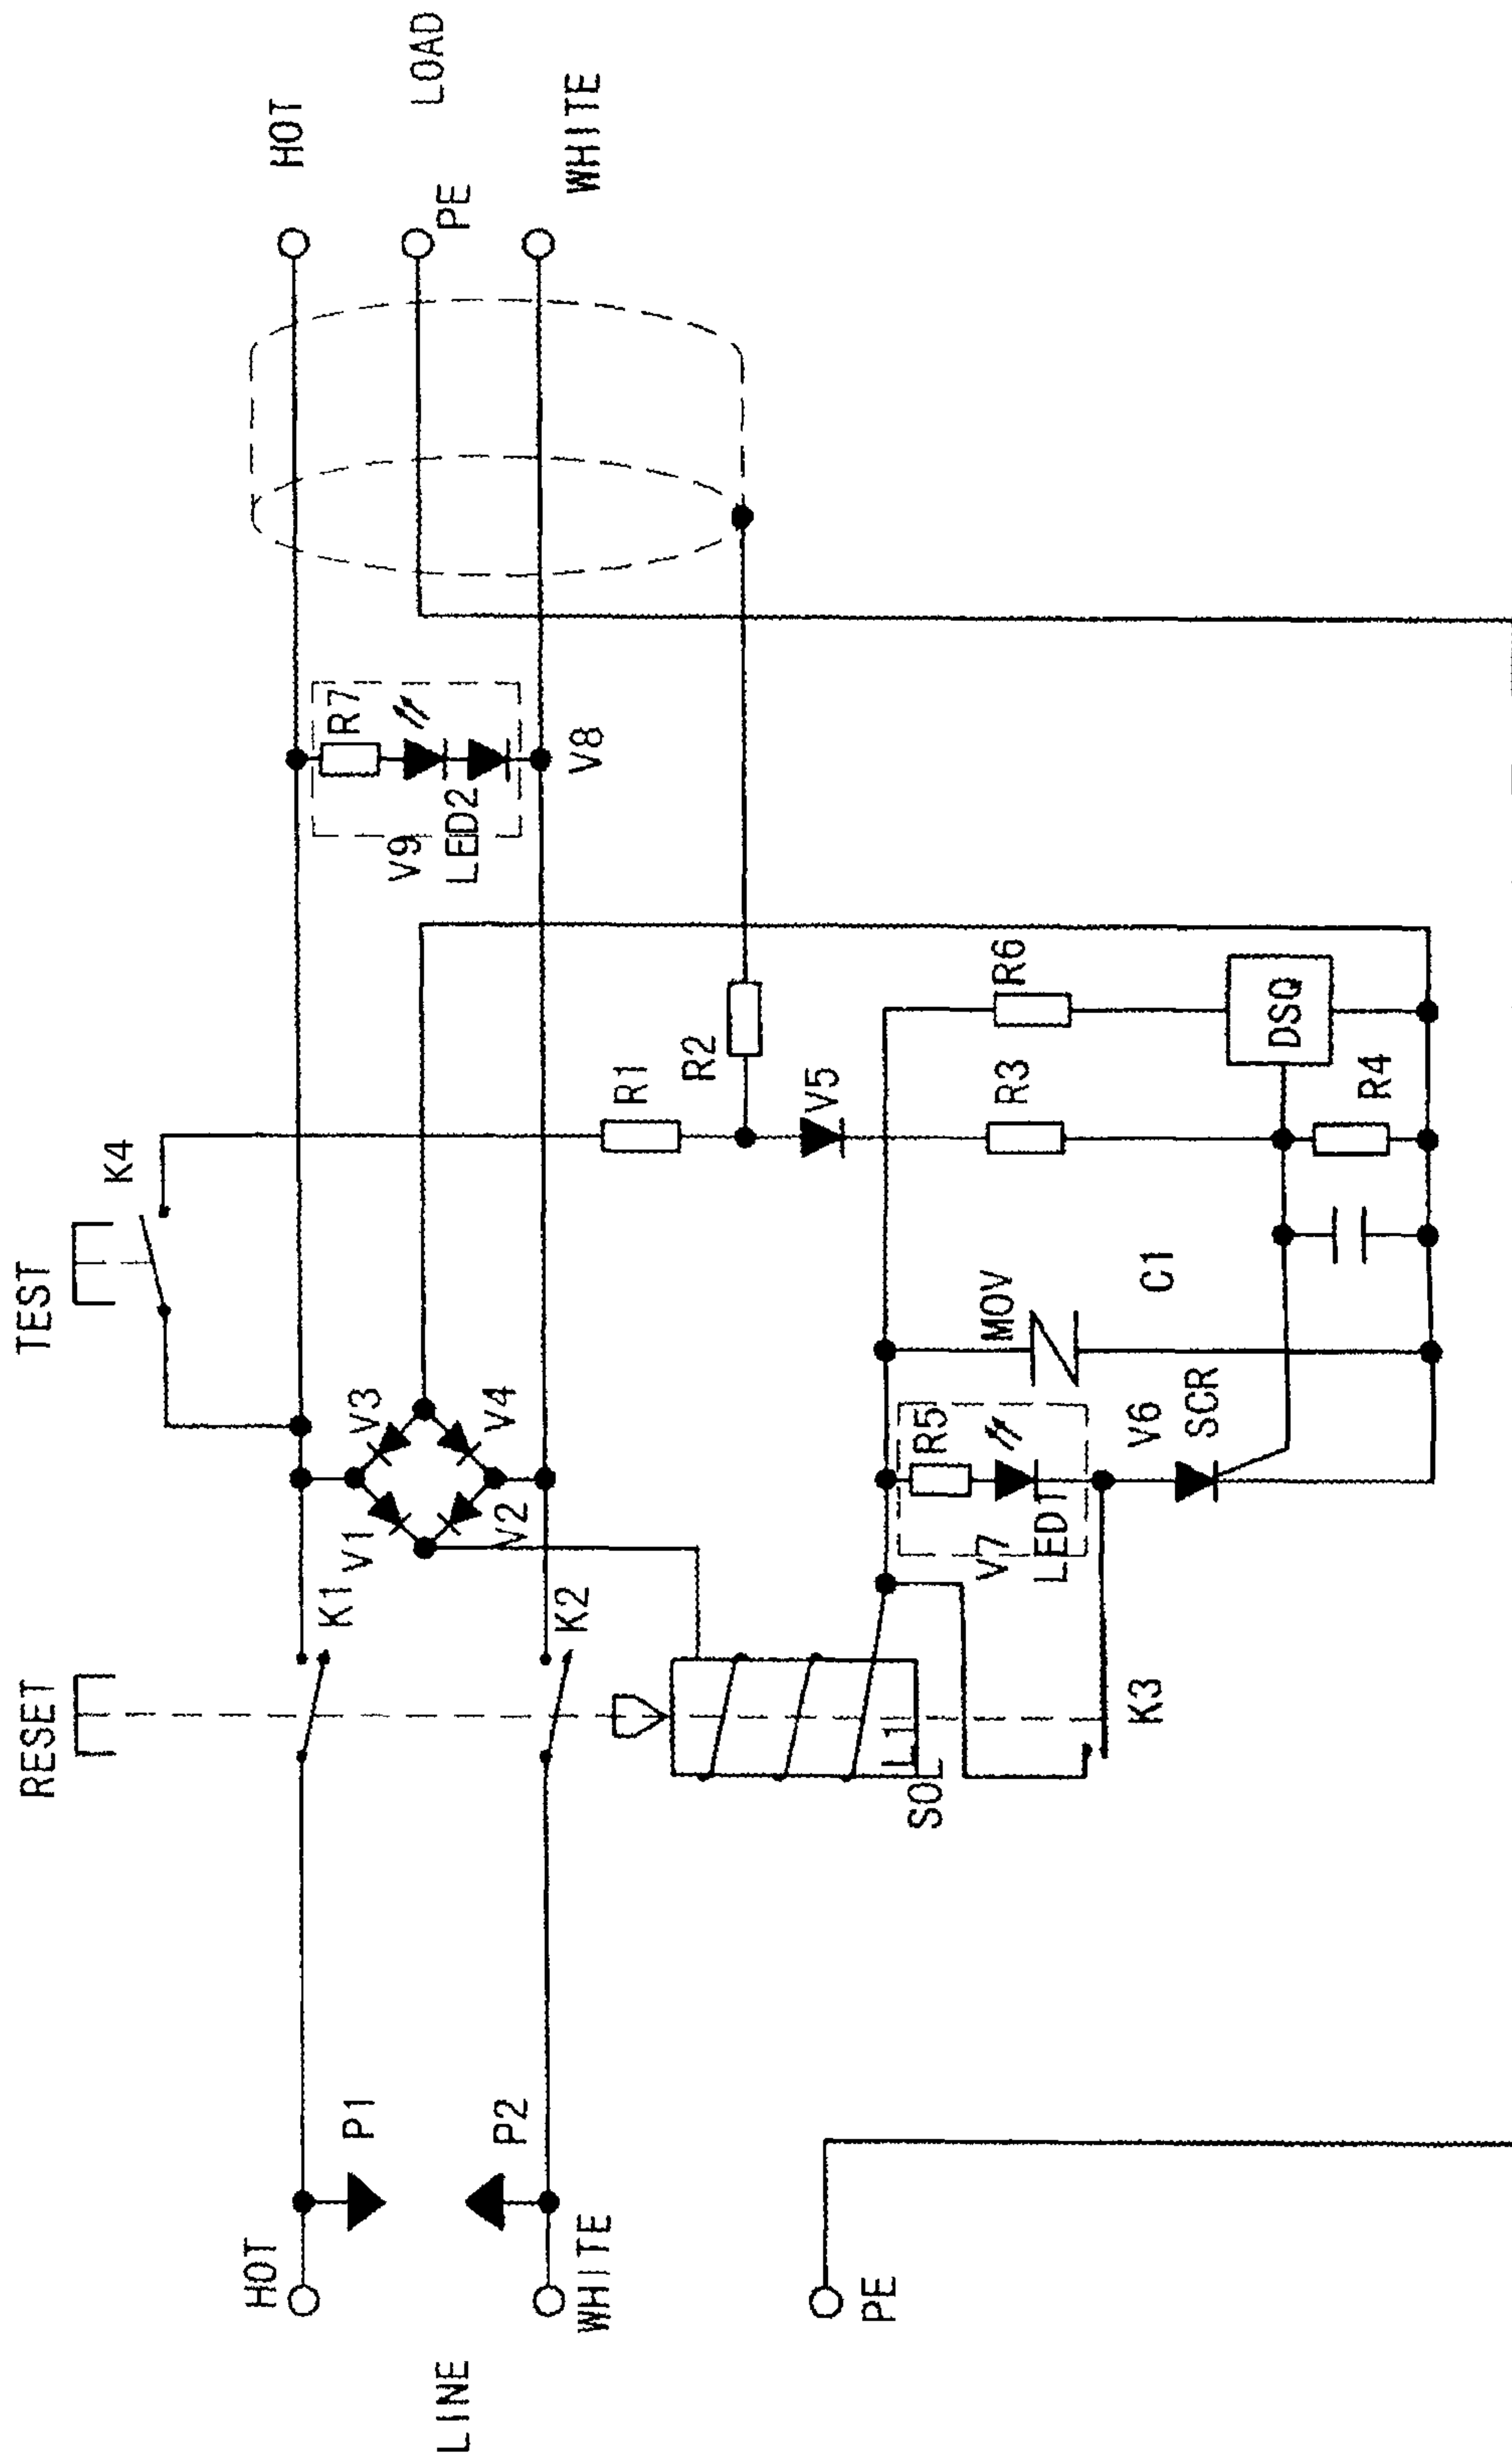 RESET
TEST
K4
HOT
HOT
P1
K1
V1
V3
V9
R7
PE
LOAD
LINE
P2
K2
V2
V4
LED2
V8
WHITE
WHITE
R1
R2
V5
PE
L1
SOL
R5
MOV
R3
R6
V7
LED1
K3
V6
SCR
C1
DSQ
R4